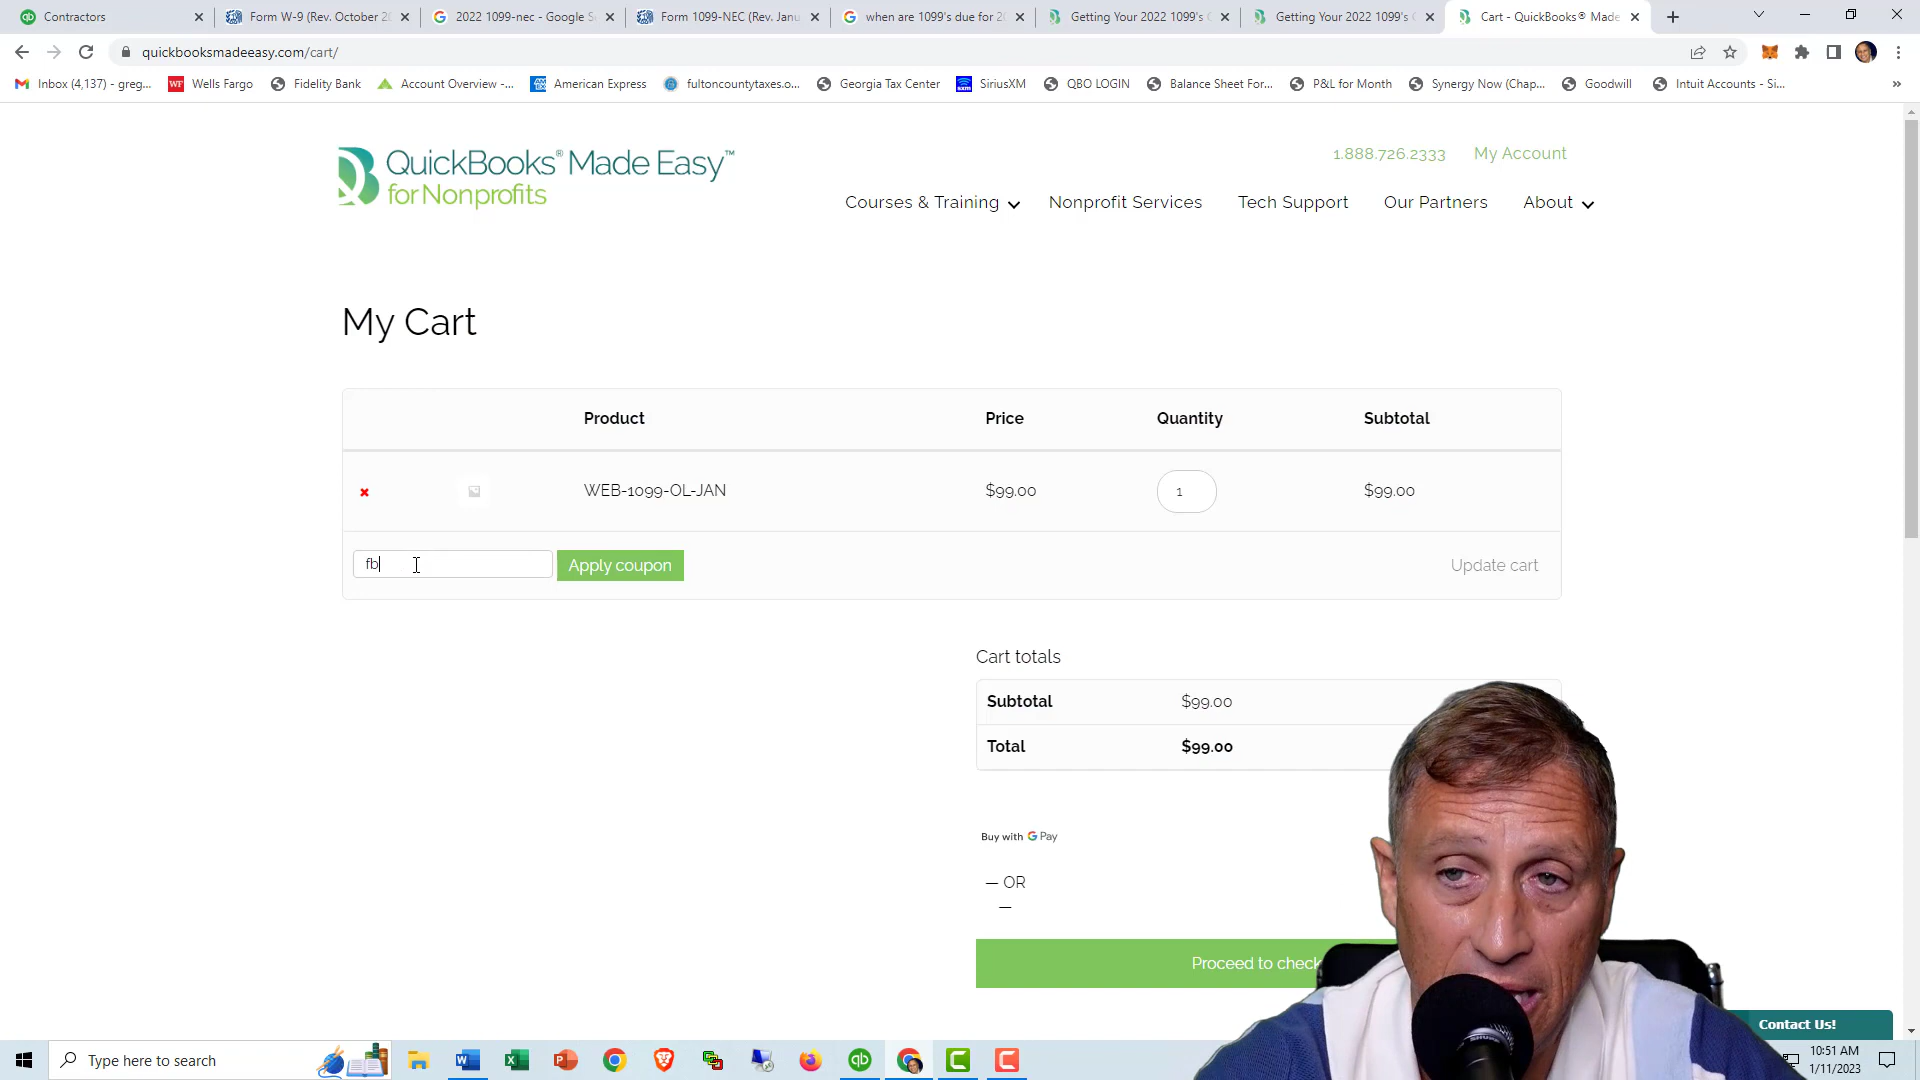 Contractors
Form W-9 (Rev. October 20
2022 1099-nec - Google S
Form 1099-NEC (Rev. Janu
when are 1099's due for 20
Getting Your 2022 1099's C
Getting Your 2022 1099's C
Cart - QuickBooks® Made
quickbooksmadeeasy.com/cart/
Inbox (4,137) - greg...
WF Wells Fargo
Fidelity Bank
Account Overview -...
American Express
fultoncountytaxes.o...
Georgia Tax Center
SiriusXM
QBO LOGIN
Balance Sheet For...
P&L for Month
Synergy Now (Chap...
Goodwill
Intuit Accounts - Si...
»
QuickBooks® Made Easy™
for Nonprofits
1.888.726.2333 My Account
Courses & Training Nonprofit Services Tech Support Our Partners About
My Cart
Product Price Quantity Subtotal
WEB-1099-OL-JAN $99.00 1 $99.00
fb Apply coupon Update cart
Cart totals
Subtotal $99.00
Total $99.00
Buy with G Pay
— OR
—
Proceed to check
Contact Us!
Type here to search
10:51 AM
1/11/2023